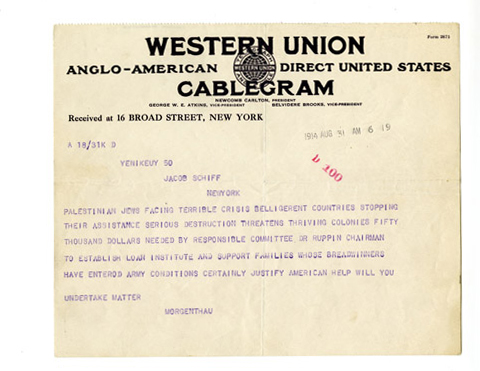 Form 2672
WESTERN UNION
WESTERN UNION
ANGLO-AMERICAN DIRECT UNITED STATES
CABLEGRAM
NEWCOMB CARLTON, PRESIDENT
GEORGE W. E. ATKINS, VICE-PRESIDENT BELVIDERE BROOKS, VICE-PRESIDENT
Received at 16 BROAD STREET, NEW YORK
1914 AUG 31 AM 6 19
A 18/31K D
D 100
YENIKEUY 50
JACOB SCHIFF
NEWYORK
PALESTINIAN JEWS FACING TERRIBLE CRISIS BELLIGERENT COUNTRIES STOPPING
THEIR ASSISTANCE SERIOUS DESTRUCTION THREATENS THRIVING COLONIES FIFTY
THOUSAND DOLLARS NEEDED BY RESPONSIBLE COMMITTEE DR RUPPIN CHAIRMAN
TO ESTABLISH LOAN INSTITUTE AND SUPPORT FAMILIES WHOSE BREADWINNERS
HAVE ENTEROD ARMY CONDITIONS CERTAINLY JUSTIFY AMERICAN HELP WILL YOU
UNDERTAKE MATTER
MORGENTHAU